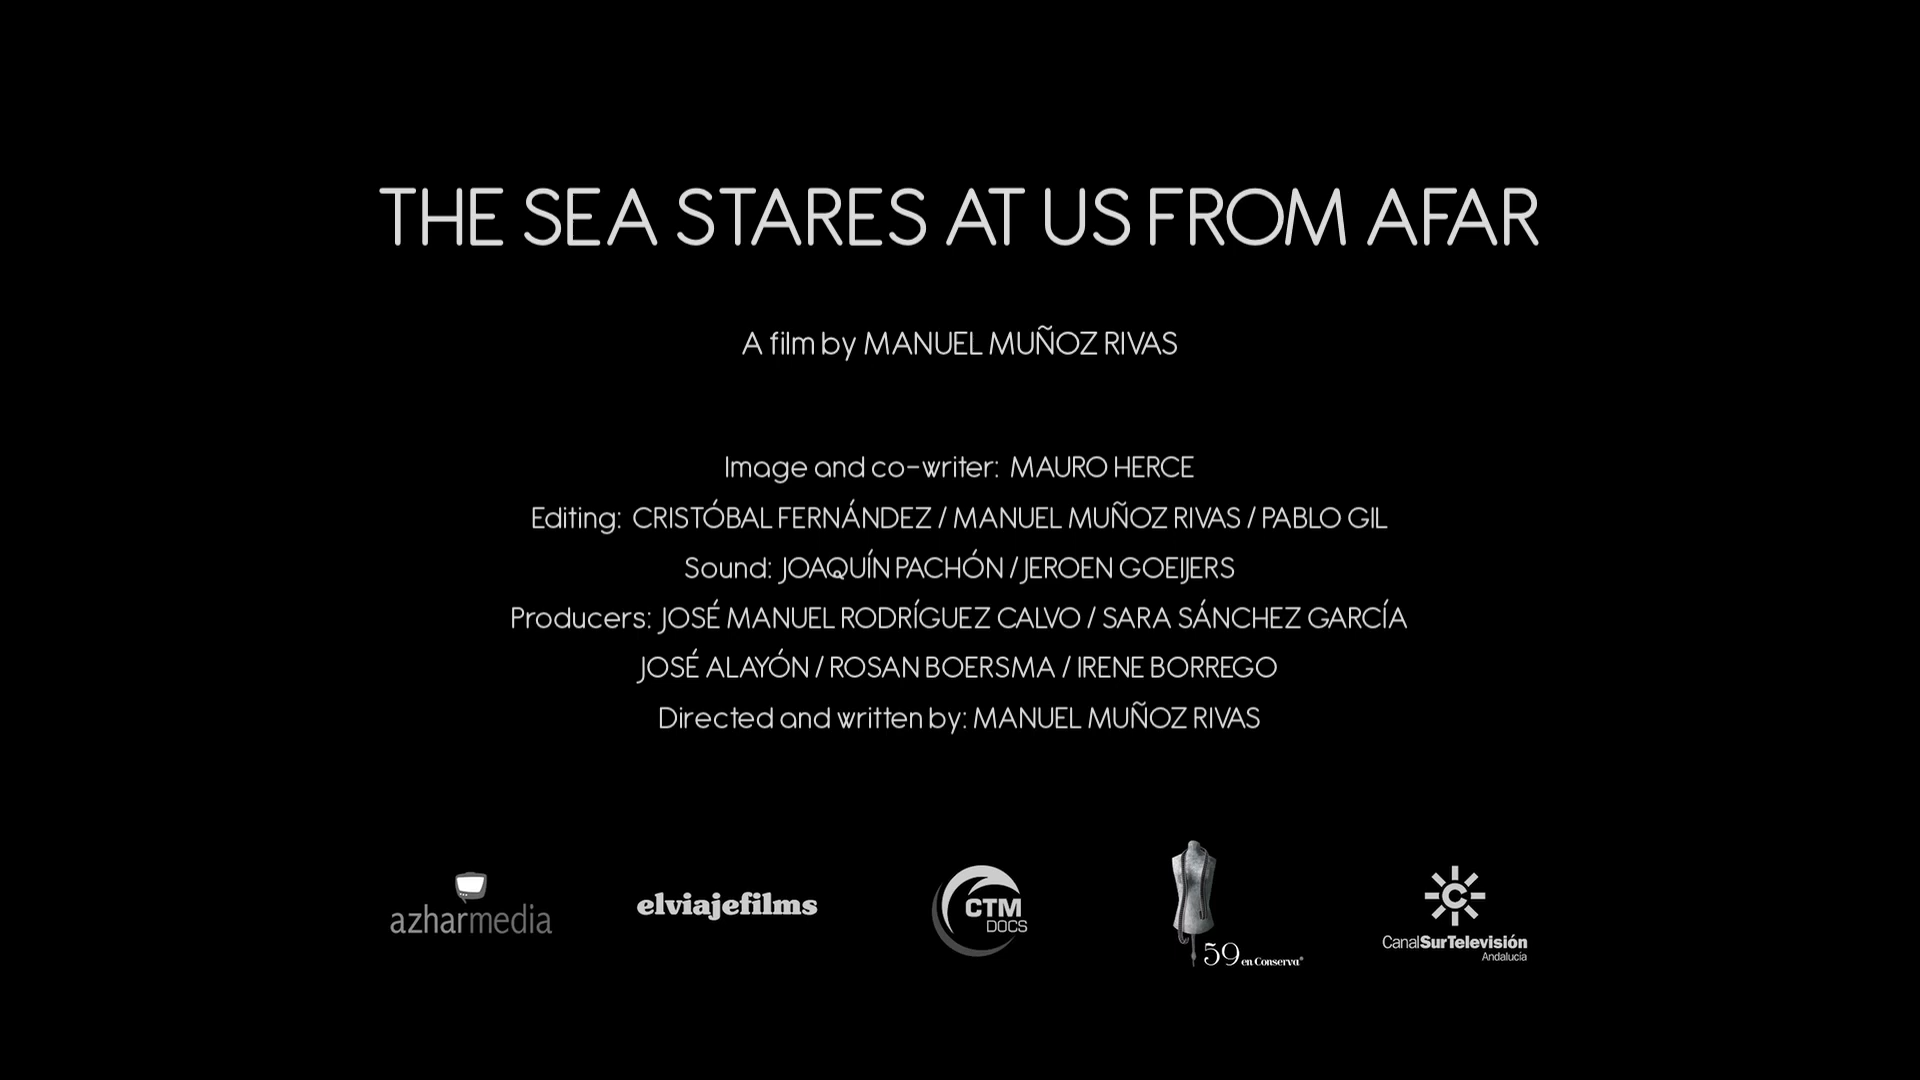 THE SEA STARES AT US FROM AFAR
A film by MANUEL MUÑOZ RIVAS
Image and co-writer: MAURO HERCE
Editing: CRISTÓBAL FERNÁNDEZ / MANUEL MUÑOZ RIVAS / PABLO GIL
Sound: JOAQUÍN PACHÓN / JEROEN GOEIJERS
Producers: JOSÉ MANUEL RODRÍGUEZ CALVO / SARA SÁNCHEZ GARCÍA
JOSÉ ALAYÓN / ROSAN BOERSMA / IRENE BORREGO
Directed and written by: MANUEL MUÑOZ RIVAS
azharmedia
elviajefilms
CTM
DOCS
59 en Conserva®
C
CanalSurTelevisión
Andalucía